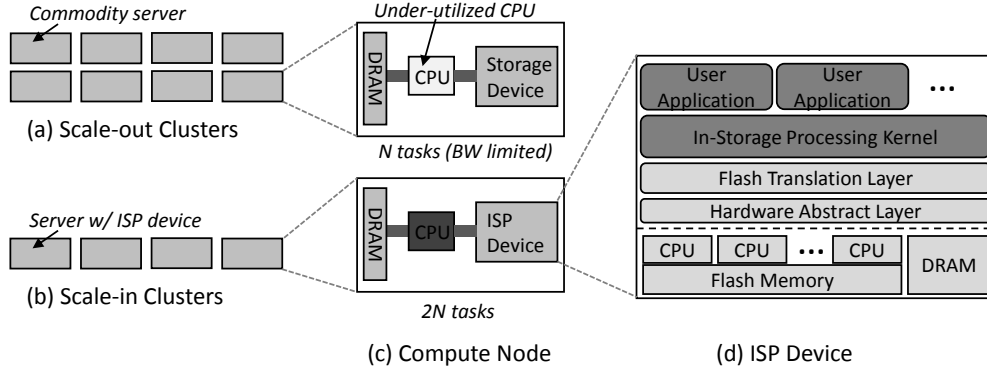 Commodity server
(a) Scale-out Clusters
Server w/ ISP device
(b) Scale-in Clusters
Under-utilized CPU
DRAM
CPU
Storage
Device
N tasks (BW limited)
DRAM
CPU
ISP
Device
2N tasks
(c) Compute Node
User
Application
User
Application
...
In-Storage Processing Kernel
Flash Translation Layer
Hardware Abstract Layer
CPU
CPU
...
CPU
Flash Memory
DRAM
(d) ISP Device